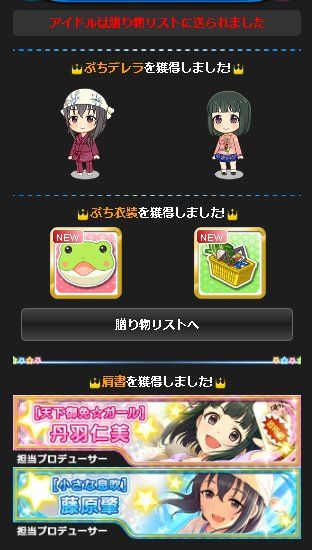 アイドルは贈り物リストに送られました
ぷちデレラを獲得しました!
ぷち衣装を獲得しました!
NEW
NEW
贈り物リストへ
肩書を獲得しました!
[天下御免☆ガール]
丹羽仁美
担当プロデューサー
[小さな息吹]
藤原肇
担当プロデューサー